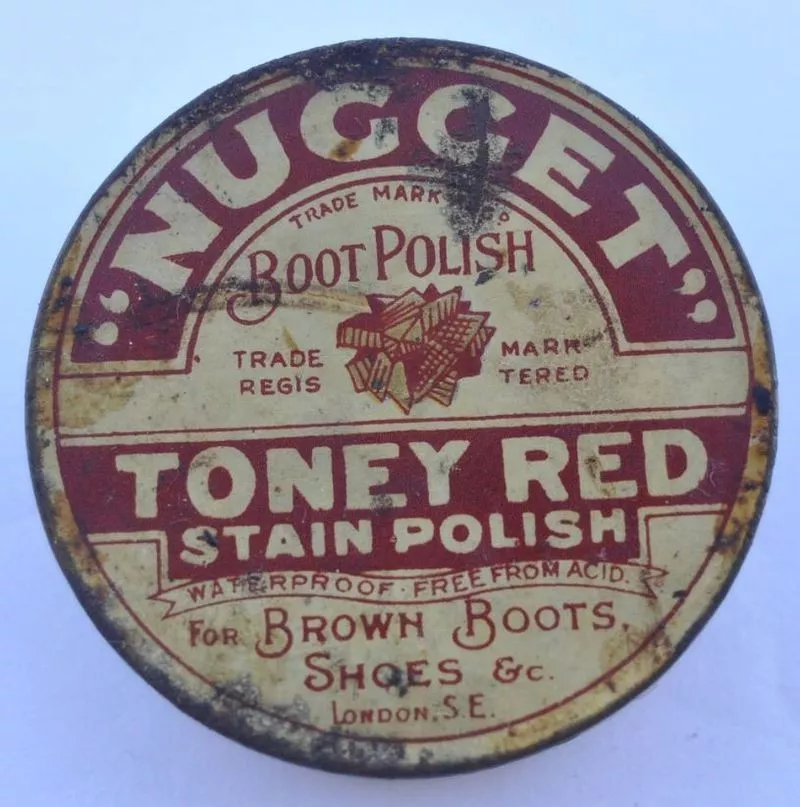 "NUGGET"
TRADE MARK
BOOT POLISH
TRADE MARK
REGIS TERED
TONEY RED
STAIN POLISH
WATERPROOF · FREE FROM ACID.
FOR BROWN BOOTS,
SHOES &c.
LONDON, S.E.